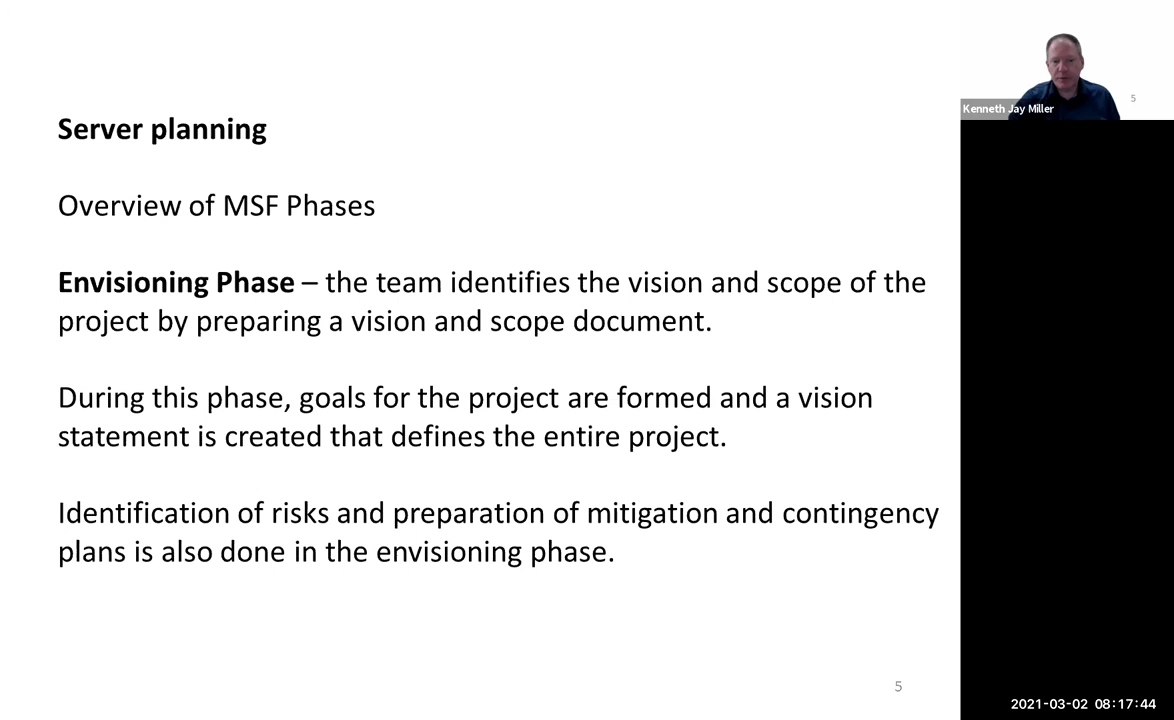 Server planning
Overview of MSF Phases
Envisioning Phase – the team identifies the vision and scope of the
project by preparing a vision and scope document.
During this phase, goals for the project are formed and a vision
statement is created that defines the entire project.
Identification of risks and preparation of mitigation and contingency
plans is also done in the envisioning phase.
5
Kenneth Jay Miller
5
2021-03-02 08:17:44